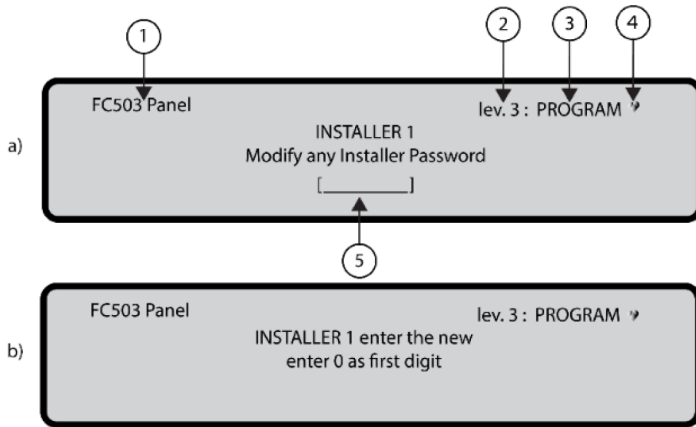 1
2
3
4
FC503 Panel
lev. 3 : PROGRAM
a)
INSTALLER 1
Modify any Installer Password
[_________]
5
FC503 Panel
lev. 3 : PROGRAM
b)
INSTALLER 1 enter the new
enter 0 as first digit